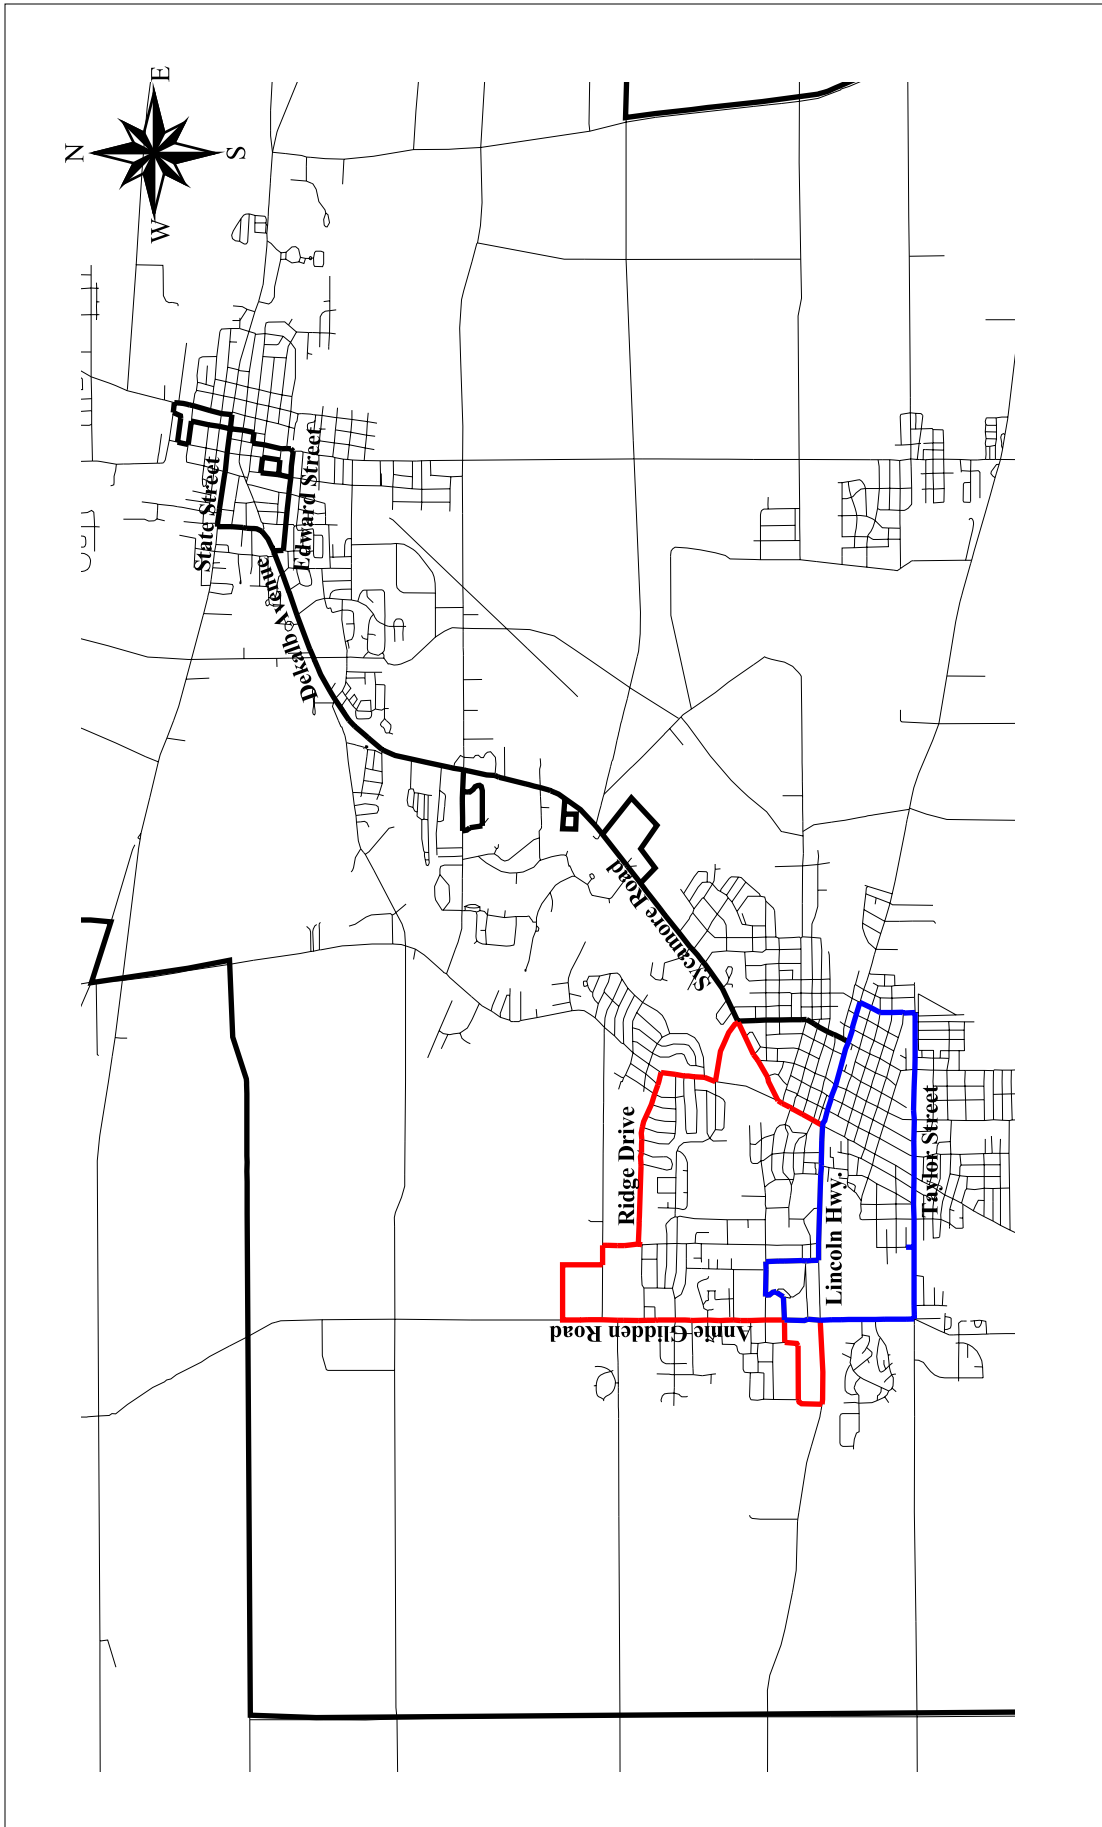 E
N
S
W
State Street
Edward Street
Dekalb Avenue
Sycamore Road
Ridge Drive
Taylor Street
Lincoln Hwy.
Annie Glidden Road